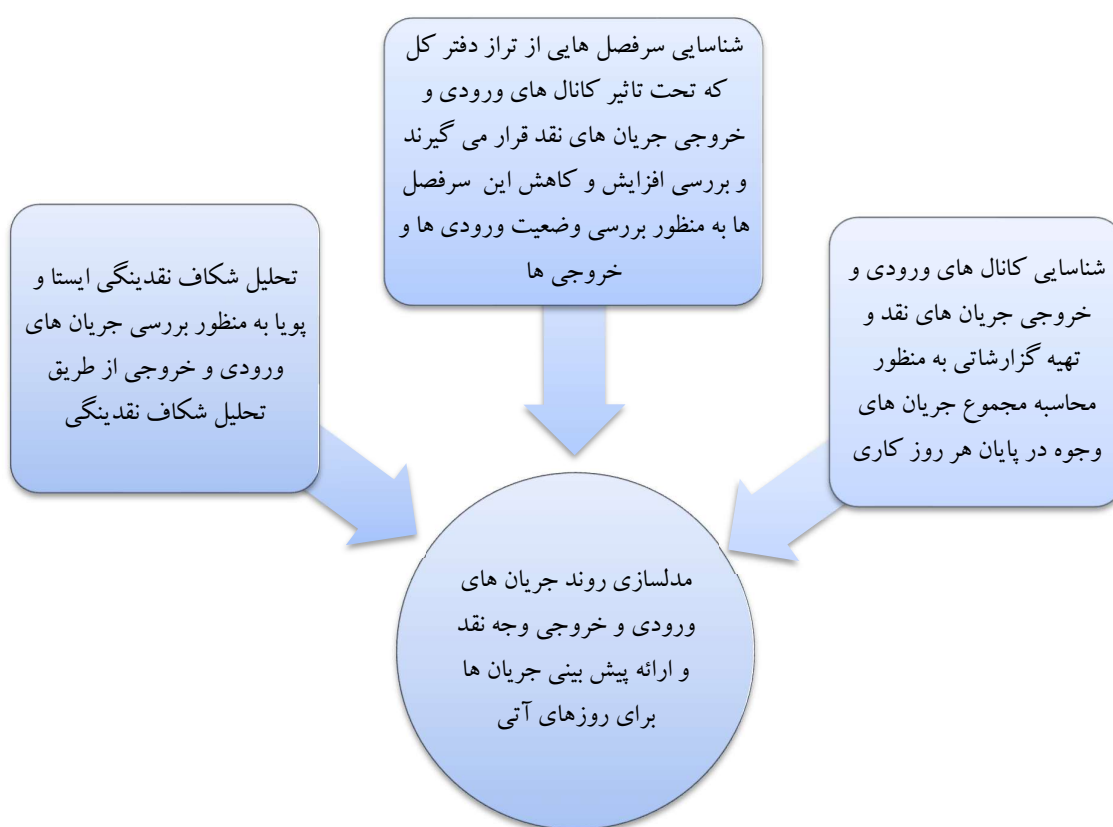 شناسایی سرفصل هایی از تراز دفتر کل
که تحت تاثیر کانال های ورودی و
خروجی جریان های نقد قرار می گیرند
و بررسی افزایش و کاهش این سرفصل
ها به منظور بررسی وضعیت ورودی ها و
خروجی ها
شناسایی کانال های ورودی و
خروجی جریان های نقد و
تهیه گزارشاتی به منظور
محاسبه مجموع جریان های
وجوه در پایان هر روز کاری
تحلیل شکاف نقدینگی ایستا و
پویا به منظور بررسی جریان های
ورودی و خروجی از طریق
تحلیل شکاف نقدینگی
مدلسازی روند جریان های
ورودی و خروجی وجه نقد
و ارائه پیش بینی جریان ها
برای روزهای آتی